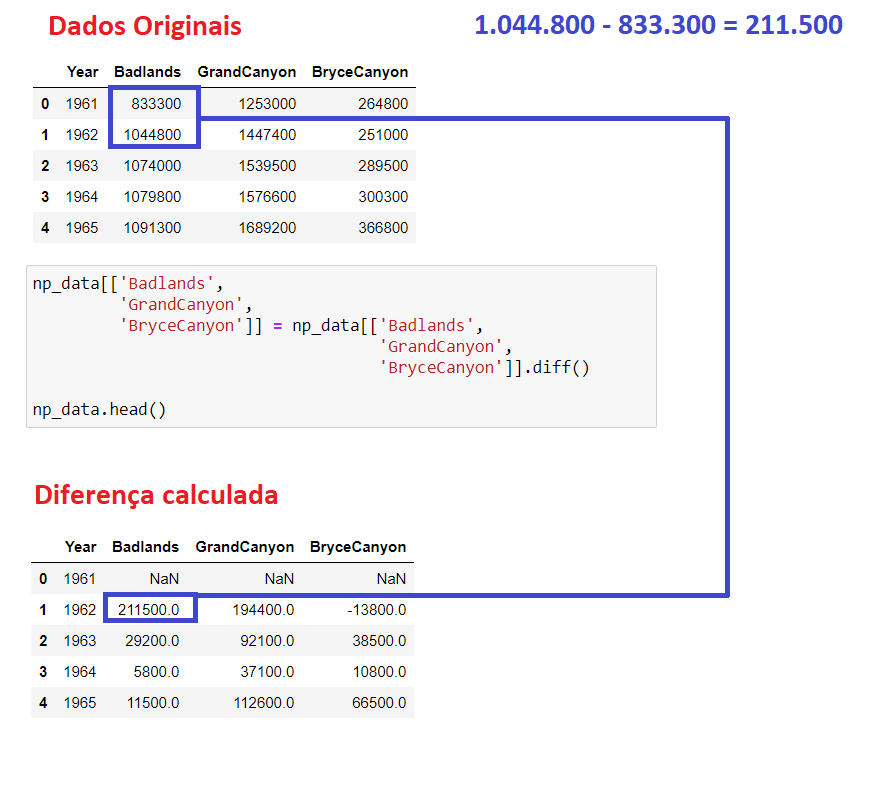 Dados Originais
1.044.800 - 833.300 = 211.500
Year Badlands GrandCanyon BryceCanyon
0 1961 833300 1253000 264800
1 1962 1044800 1447400 251000
2 1963 1074000 1539500 289500
3 1964 1079800 1576600 300300
4 1965 1091300 1689200 366800
np_data[['Badlands',
'GrandCanyon',
'BryceCanyon']] = np_data[['Badlands',
'GrandCanyon',
'BryceCanyon']].diff()
np_data.head()
Diferença calculada
Year Badlands GrandCanyon BryceCanyon
0 1961 NaN NaN NaN
1 1962 211500.0 194400.0 -13800.0
2 1963 29200.0 92100.0 38500.0
3 1964 5800.0 37100.0 10800.0
4 1965 11500.0 112600.0 66500.0